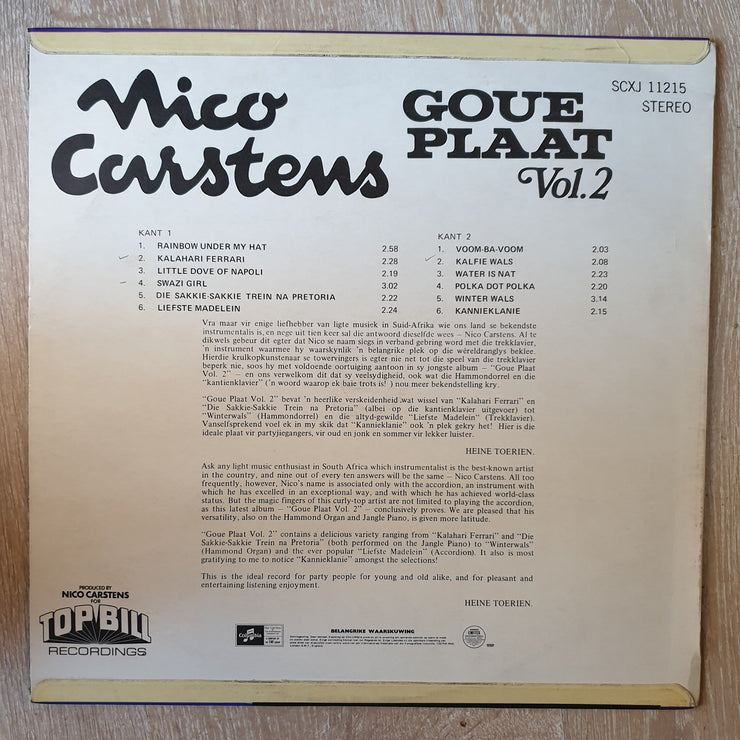 Nico
Carstens
GOUE
PLAAT
Vol.2
SCXJ 11215
STEREO
KANT 1
1. RAINBOW UNDER MY HAT 2.58
2. KALAHARI FERRARI 2.28
3. LITTLE DOVE OF NAPOLI 2.19
4. SWAZI GIRL 3.02
5. DIE SAKKIE-SAKKIE TREIN NA PRETORIA 2.22
6. LIEFSTE MADELEIN 2.24
KANT 2
1. VOOM-BA-VOOM 2.03
2. KALFIE WALS 2.08
3. WATER IS NAT 2.23
4. POLKA DOT POLKA 2.20
5. WINTER WALS 3.14
6. KANNIEKLANIE 2.15
Vra maar vir enige liefhebber van ligte musiek in Suid-Afrika wie ons land se bekendste
instrumentalis is, en nege uit tien keer sal die antwoord dieselfde wees – Nico Carstens. Al te
dikwels gebeur dit egter dat Nico se naam slegs in verband gebring word met die trekklavier,
'n instrument waarmee hy waarskynlik 'n belangrike plek op die wêreldranglys beklee.
Hierdie krulkopkunstenaar se towervingers is egter nie net tot die speel van die trekklavier
beperk nie, soos hy met voldoende oortuiging aantoon in sy jongste album – "Goue Plaat
Vol. 2" – en ons verwelkom dit dat sy veelsydigheid, ook wat die Hammondorrel en die
"kantienklavier" ('n woord waarop ek baie trots is! ) nou meer bekendstelling kry.
"Goue Plaat Vol. 2" bevat 'n heerlike verskeidenheid wat wissel van "Kalahari Ferrari" en
"Die Sakkie-Sakkie Trein na Pretoria" (albei op die kantienklavier uitgevoer) tot
"Winterwals" (Hammondorrel) en die altyd-gewilde "Liefste Madelein" (Trekklavier).
Vanselfsprekend voel ek in my skik dat "Kannieklanie" ook 'n plek gekry het! Hier is die
ideale plaat vir partyjiegangers, vir oud en jonk en sommer vir lekker luister.
HEINE TOERIEN.
Ask any light music enthusiast in South Africa which instrumentalist is the best-known artist
in the country, and nine out of every ten answers will be the same – Nico Carstens. All too
frequently, however, Nico's name is associated only with the accordion, an instrument with
which he has excelled in an exceptional way, and with which he has achieved world-class
status. But the magic fingers of this curly-top artist are not limited to playing the accordion,
as this latest album – "Goue Plaat Vol. 2" – conclusively proves. We are pleased that his
versatility, also on the Hammond Organ and Jangle Piano, is given more latitude.
"Goue Plaat Vol. 2" contains a delicious variety ranging from "Kalahari Ferrari" and "Die
Sakkie-Sakkie Trein na Pretoria" (both performed on the Jangle Piano) to "Winterwals"
(Hammond Organ) and the ever popular "Liefste Madelein" (Accordion). It also is most
gratifying to me to notice "Kannieklanie" amongst the selections!
This is the ideal record for party people for young and old alike, and for pleasant and
entertaining listening enjoyment.
HEINE TOERIEN.
PRODUCED BY
NICO CARSTENS
FOR
TOP BILL
RECORDINGS
Columbia
BELANGRIKE WAARSKUWING